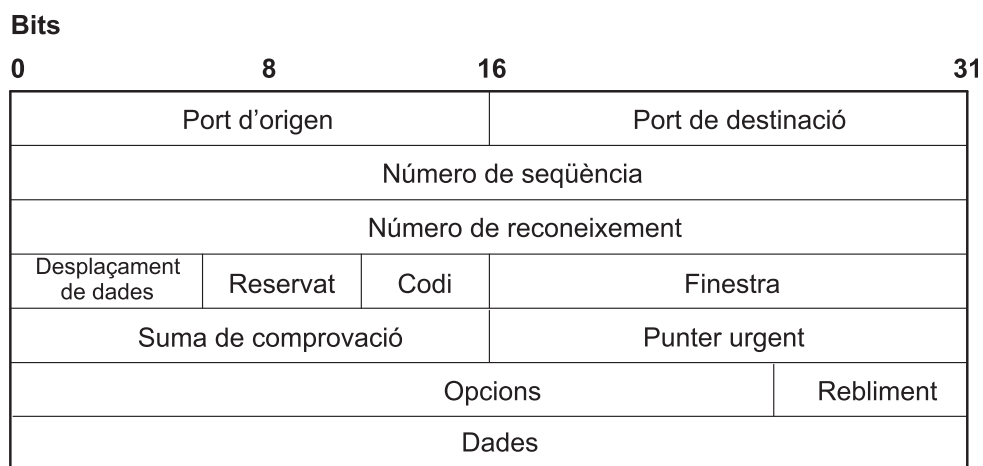 Bits
0 8 16 31
Port d’origen Port de destinació
Número de seqüència
Número de reconeixement
Desplaçament
de dades Reservat Codi Finestra
Suma de comprovació Punter urgent
Opcions Rebliment
Dades